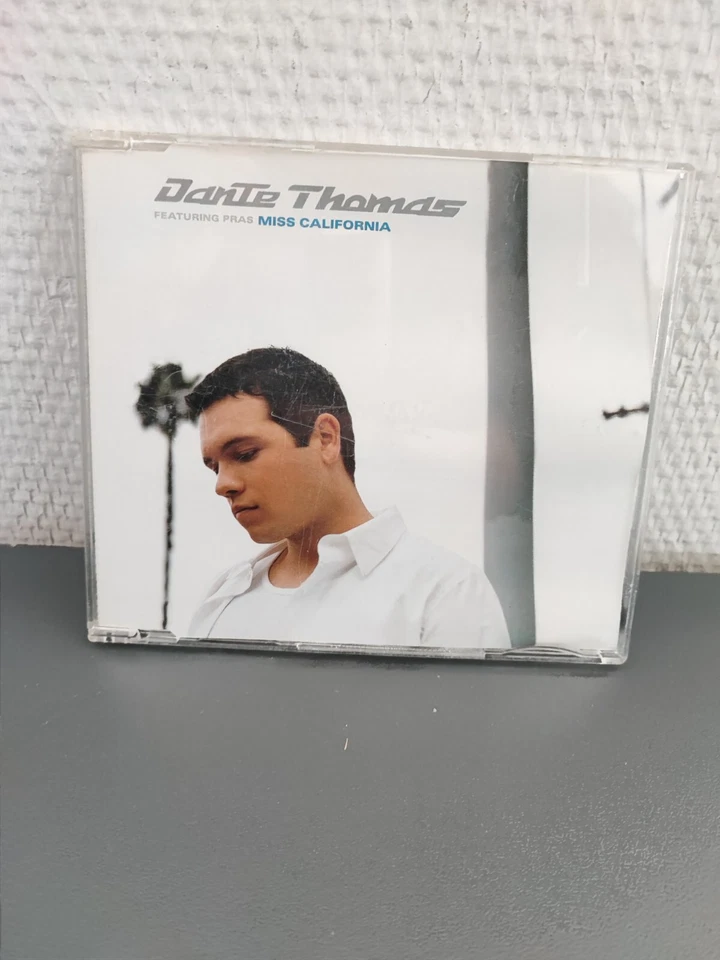 Dante Thomas
FEATURING PRAS MISS CALIFORNIA